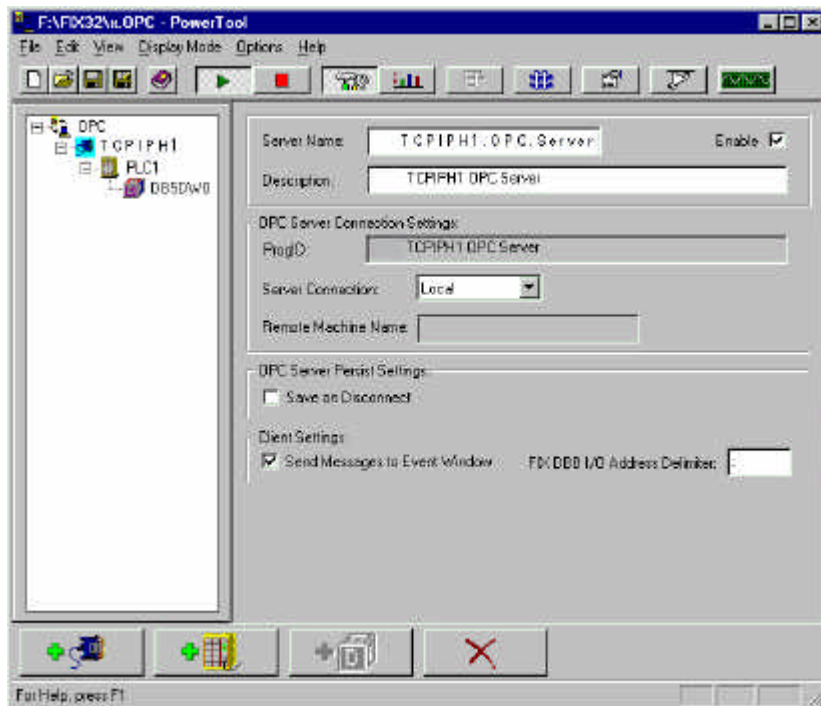 F:\FIX32\н.OPC - PowerTool
File Edit View Display Mode Options Help
OPC
TCPIPH1
PLC1
DB5DW0
Server Name: TCPIPH1.OPC.Server Enable
Description: TCPIPH1 OPC Server
OPC Server Connection Settings:
ProgID: TCPIPH1 OPC Server
Server Connection: Local
Remote Machine Name:
OPC Server Persist Settings:
Save on Disconnect
Client Settings:
Send Messages to Event Window FIX DBB I/O Address Delimiter: :
For Help, press F1